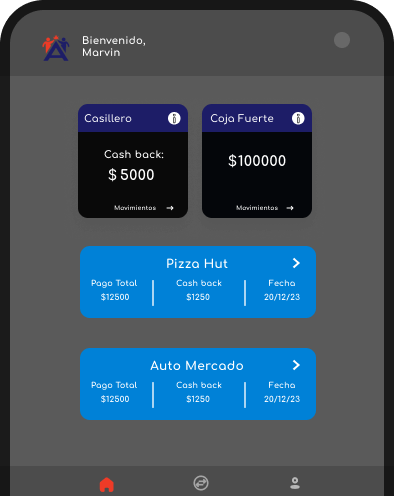 Bienvenido,
Marvin
Casillero
Caja Fuerte
Cash back:
$ 5000
$100000
Movimientos
Movimientos
Pizza Hut
Pago Total Cash back Fecha
$12500 $1250 20/12/23
Auto Mercado
Pago Total Cash back Fecha
$12500 $1250 20/12/23